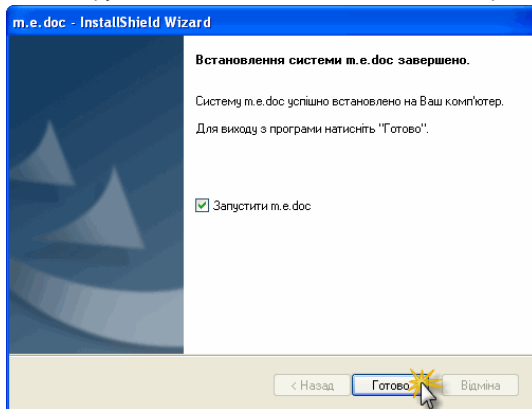 m.e.doc - InstallShield Wizard
Встановлення системи m.e.doc завершено.
Систему m.e.doc успішно встановлено на Ваш комп'ютер.
Для виходу з програми натисніть "Готово".
Запустити m.e.doc
< Назад Готово Відміна